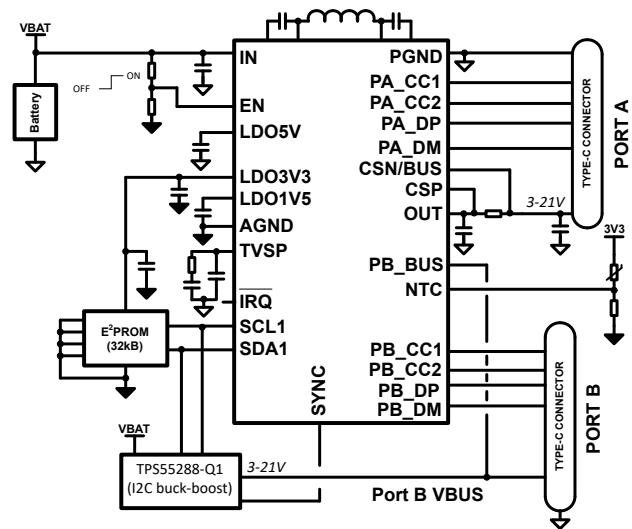 VBAT
IN
PGND
PA_CC1
PA_CC2
PA_DP
PA_DM
CSN/BUS
CSP
OUT
3-21V
TYPE-C CONNECTOR
PORT A
OFF
ON
EN
Battery
LDO5V
LDO3V3
LDO1V5
AGND
TVSP
IRQ
SCL1
SDA1
SYNC
3V3
PB_BUS
NTC
E²PROM
(32kB)
PB_CC1
PB_CC2
PB_DP
PB_DM
TYPE-C CONNECTOR
PORT B
VBAT
TPS55288-Q1
(I2C buck-boost)
3-21V
Port B VBUS